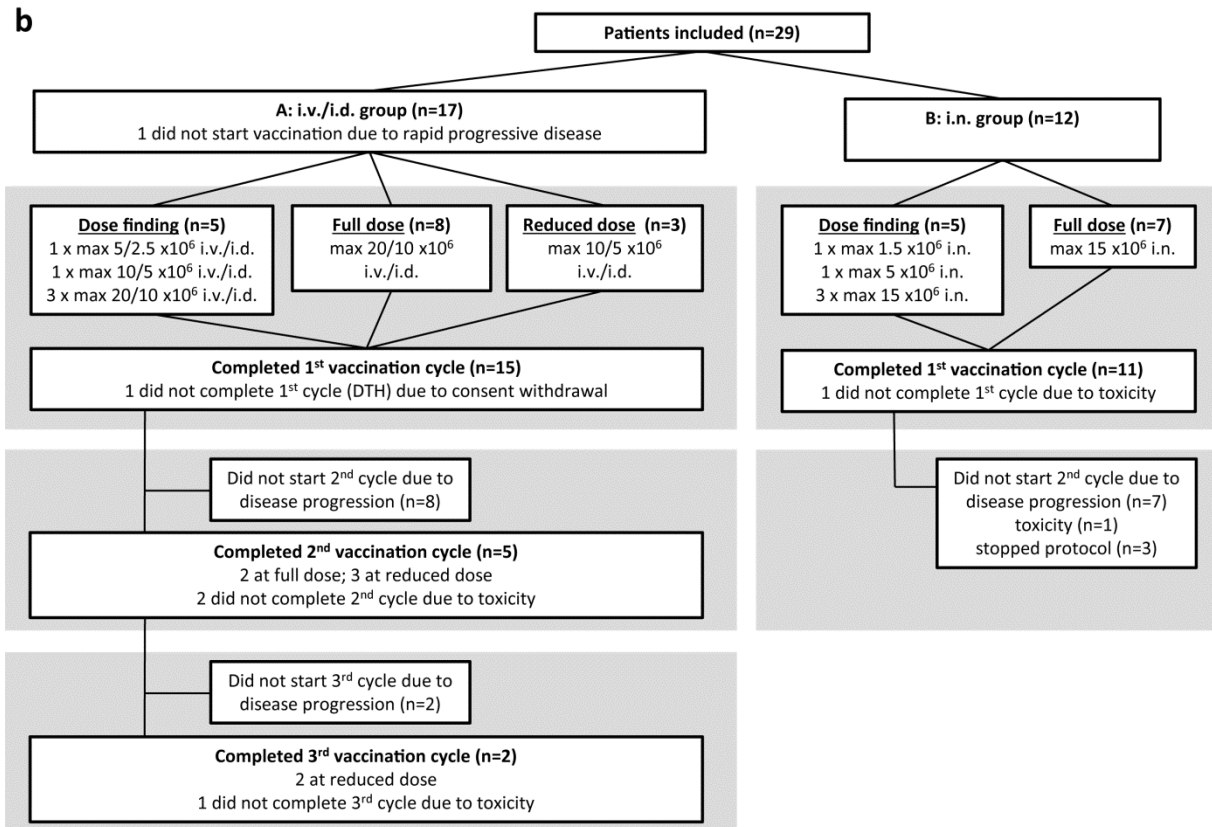 b
Patients included (n=29)
A: i.v./i.d. group (n=17)
1 did not start vaccination due to rapid progressive disease
B: i.n. group (n=12)
Dose finding (n=5)
1 x max 5/2.5 x10⁶ i.v./i.d.
1 x max 10/5 x10⁶ i.v./i.d.
3 x max 20/10 x10⁶ i.v./i.d.
Full dose (n=8)
max 20/10 x10⁶
i.v./i.d.
Reduced dose (n=3)
max 10/5 x10⁶
i.v./i.d.
Dose finding (n=5)
1 x max 1.5 x10⁶ i.n.
1 x max 5 x10⁶ i.n.
3 x max 15 x10⁶ i.n.
Full dose (n=7)
max 15 x10⁶ i.n.
Completed 1ˢᵗ vaccination cycle (n=15)
1 did not complete 1ˢᵗ cycle (DTH) due to consent withdrawal
Completed 1ˢᵗ vaccination cycle (n=11)
1 did not complete 1ˢᵗ cycle due to toxicity
Did not start 2ⁿᵈ cycle due to
disease progression (n=8)
Did not start 2ⁿᵈ cycle due to
disease progression (n=7)
toxicity (n=1)
stopped protocol (n=3)
Completed 2ⁿᵈ vaccination cycle (n=5)
2 at full dose; 3 at reduced dose
2 did not complete 2ⁿᵈ cycle due to toxicity
Did not start 3ʳᵈ cycle due to
disease progression (n=2)
Completed 3ʳᵈ vaccination cycle (n=2)
2 at reduced dose
1 did not complete 3ʳᵈ cycle due to toxicity